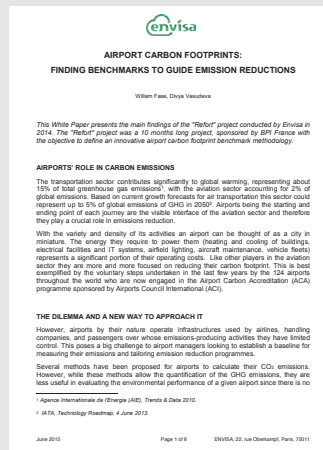 envisa
AIRPORT CARBON FOOTPRINTS:
FINDING BENCHMARKS TO GUIDE EMISSION REDUCTIONS
William Faas, Divya Vasudeva
This White Paper presents the main findings of the "Refort" project conducted by Envisa in
2014. The "Refort" project was a 10 months long project, sponsored by BPI France with
the objective to define an innovative airport carbon footprint benchmark methodology.
AIRPORTS' ROLE IN CARBON EMISSIONS
The transportation sector contributes significantly to global warming, representing about
15% of total greenhouse gas emissions¹, with the aviation sector accounting for 2% of
global emissions. Based on current growth forecasts for air transportation this sector could
represent up to 5% of global emissions of GHG in 2050². Airports being the starting and
ending point of each journey are the visible interface of the aviation sector and therefore
they play a crucial role in emissions reduction.
With the variety and density of its activities an airport can be thought of as a city in
miniature. The energy they require to power them (heating and cooling of buildings,
electrical facilities and IT systems, airfield lighting, aircraft maintenance, vehicle fleets)
represents a significant portion of their operating costs. Like other players in the aviation
sector they are more and more focused on reducing their carbon footprint. This is best
exemplified by the voluntary steps undertaken in the last few years by the 124 airports
throughout the world who are now engaged in the Airport Carbon Accreditation (ACA)
programme sponsored by Airports Council International (ACI).
THE DILEMMA AND A NEW WAY TO APPROACH IT
However, airports by their nature operate infrastructures used by airlines, handling
companies, and passengers over whose emissions-producing activities they have limited
control. This poses a big challenge to airport managers looking to establish a baseline for
measuring their emissions and tailoring emission reduction programmes.
Several methods have been proposed for airports to calculate their CO₂ emissions.
However, while these methods allow the quantification of the GHG emissions, they are
less useful in evaluating the environmental performance of a given airport since there is no
¹ Agence Internationale de l'Energie (AIE), Trends & Data 2010.
² IATA, Technology Roadmap, 4 June 2013.
June 2015 Page 1 of 6 ENVISA, 22, rue Oberkampf, Paris, 75011